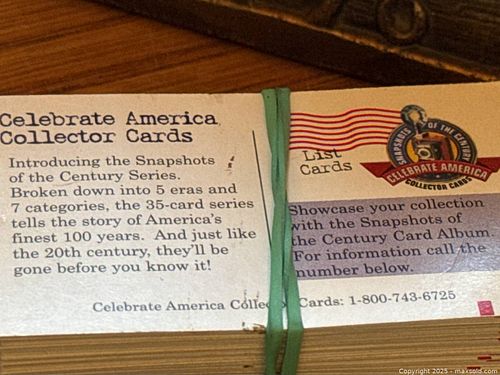 Celebrate America
Collector Cards
Introducing the Snapshots
of the Century Series.
Broken down into 5 eras and
7 categories, the 35-card series
tells the story of America's
finest 100 years. And just like
the 20th century, they'll be
gone before you know it!
List
Cards
SNAPSHOTS OF THE CENTURY
CELEBRATE AMERICA
COLLECTOR CARDS
Showcase your collection
with the Snapshots of
the Century Card Album.
For information call the
number below.
Celebrate America Collec Cards: 1-800-743-6725
Copyright 2025 - maxsold.com